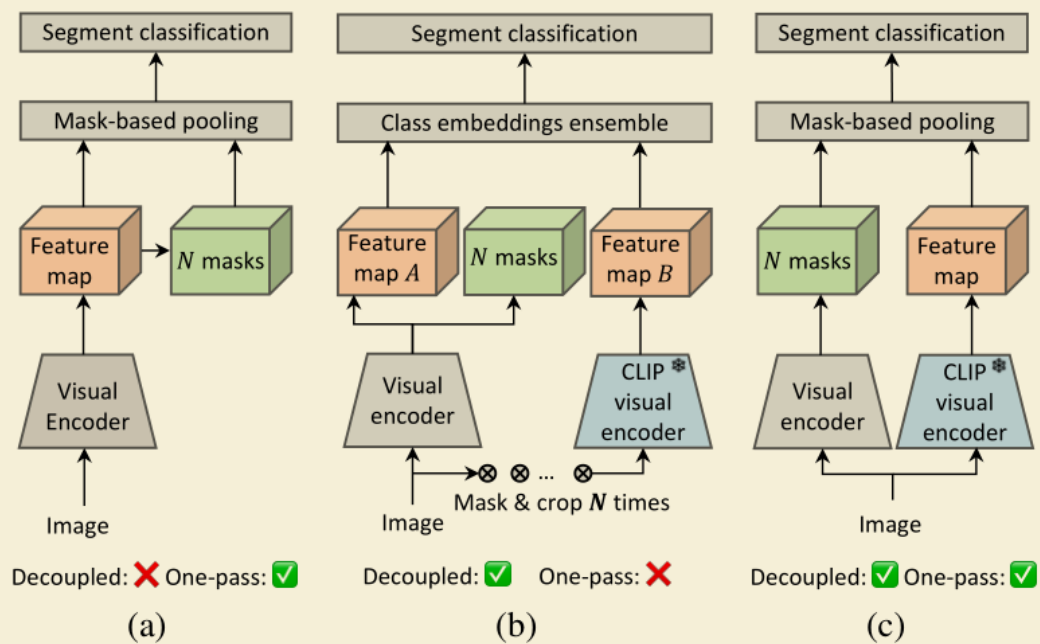 Segment classification
Mask-based pooling
Feature
map
N masks
Visual
Encoder
Image
Decoupled: ❌ One-pass: ✅
(a)
Segment classification
Class embeddings ensemble
Feature
map A
N masks
Feature
map B
Visual
encoder
CLIP ❄
visual
encoder
...
Mask & crop N times
Image
Decoupled: ✅ One-pass: ❌
(b)
Segment classification
Mask-based pooling
N masks
Feature
map
Visual
encoder
CLIP ❄
visual
encoder
Image
Decoupled: ✅ One-pass: ✅
(c)